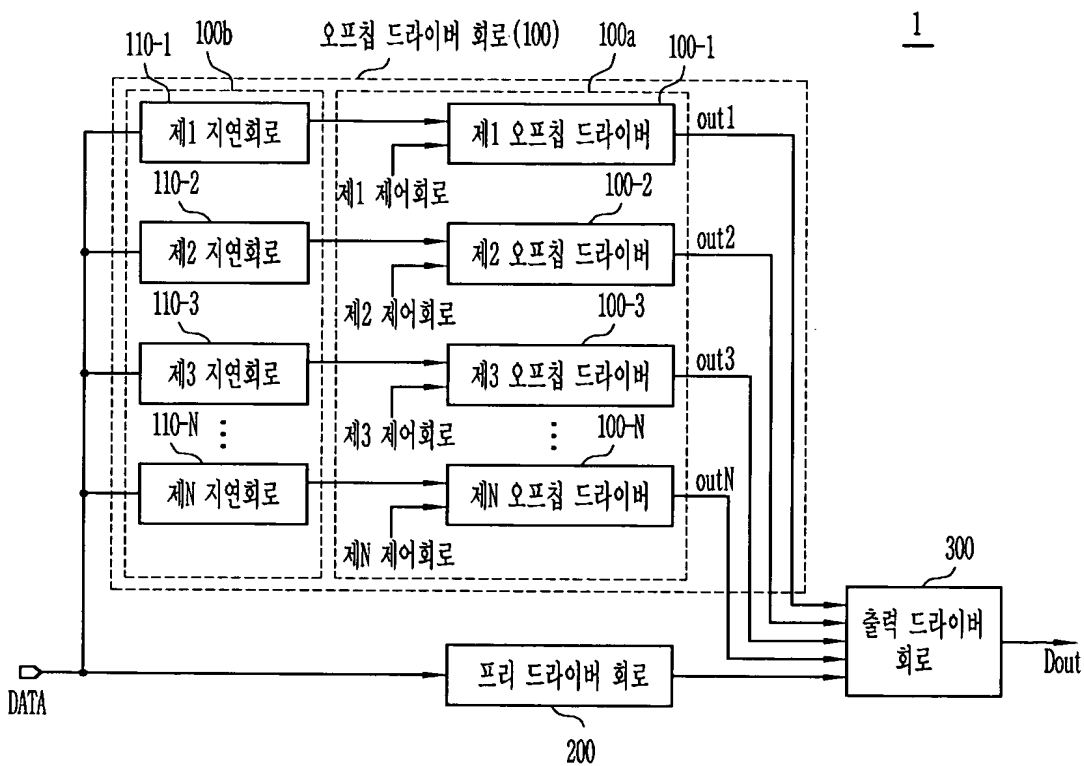 1
오프칩 드라이버 회로(100)
110-1
100b
100a
100-1
제1 지연회로
제1 오프칩 드라이버
out1
제1 제어회로
110-2
100-2
제2 지연회로
제2 오프칩 드라이버
out2
제2 제어회로
110-3
100-3
제3 지연회로
제3 오프칩 드라이버
out3
제3 제어회로
110-N
100-N
제N 지연회로
제N 오프칩 드라이버
outN
제N 제어회로
300
출력 드라이버
회로
Dout
프리 드라이버 회로
DATA
200